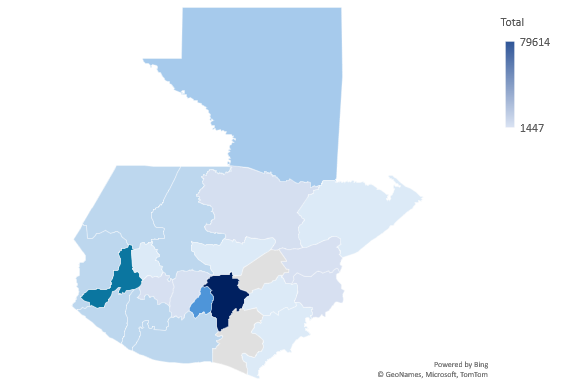 Total
79614
1447
Powered by Bing
© GeoNames, Microsoft, TomTom